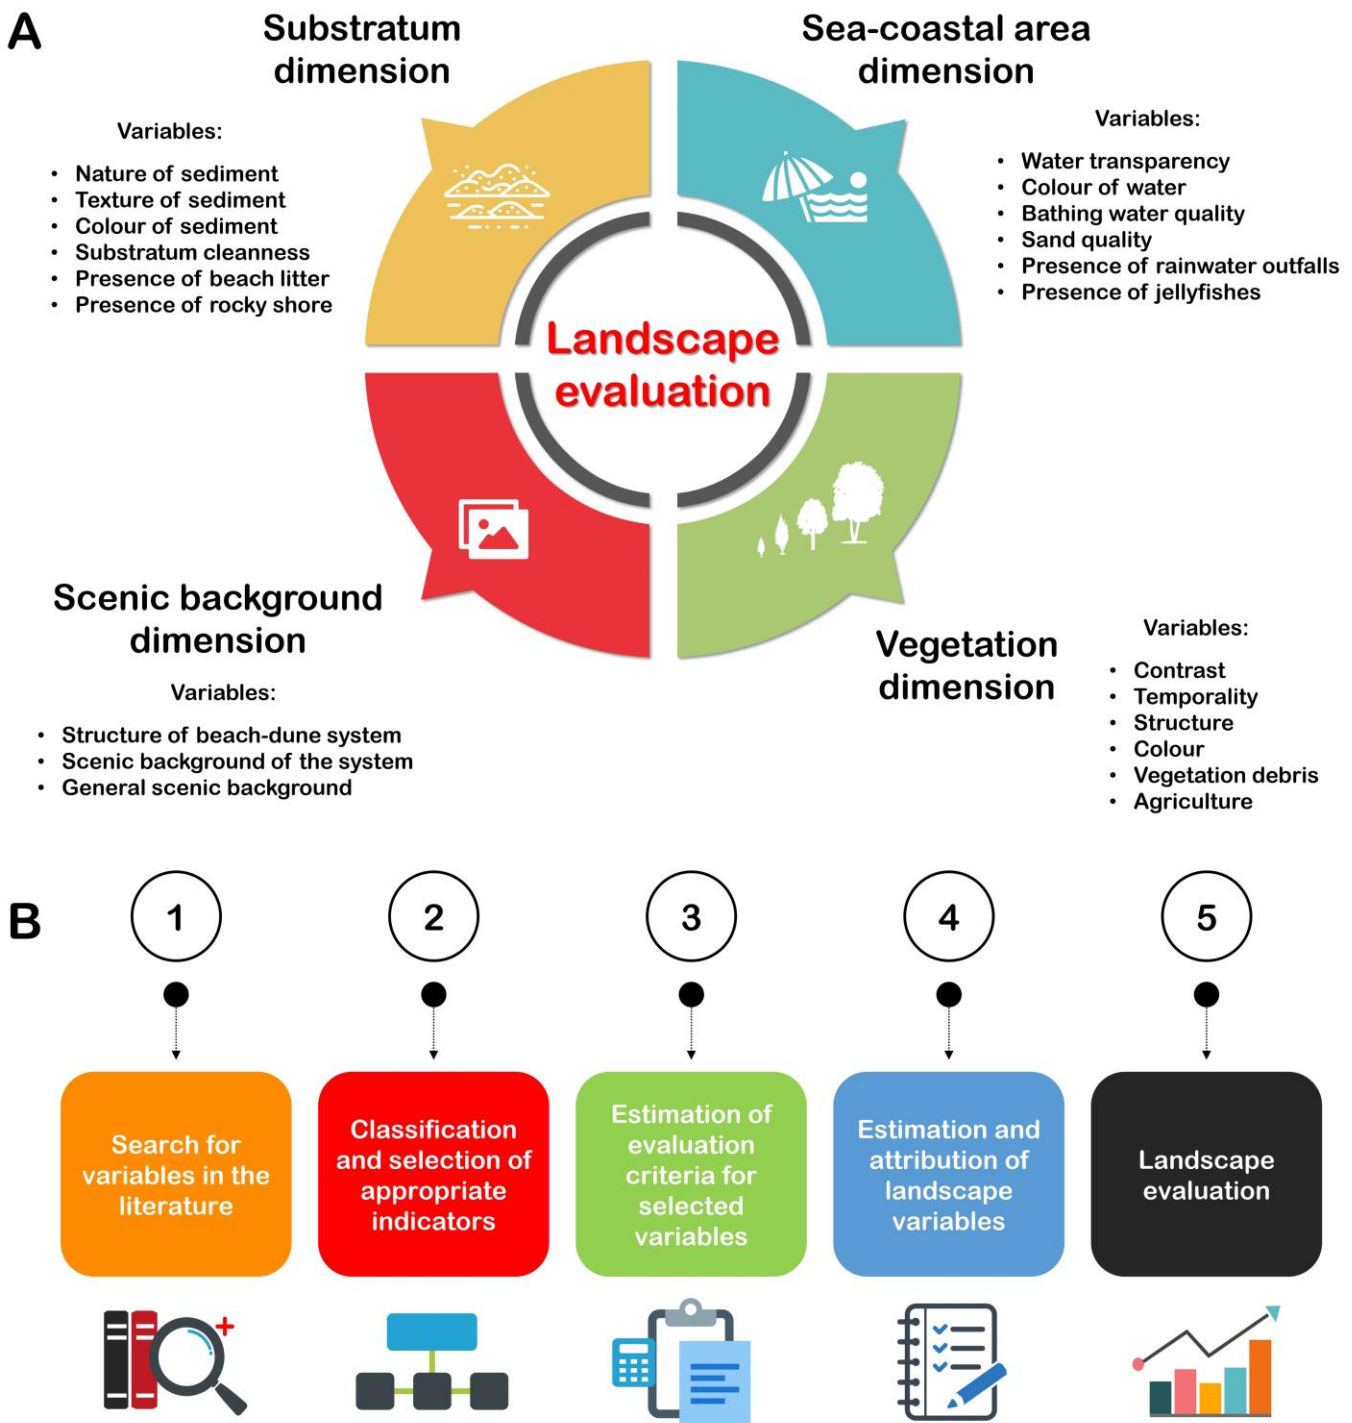 A
Substratum
dimension
Variables:
• Nature of sediment
• Texture of sediment
• Colour of sediment
• Substratum cleanness
• Presence of beach litter
• Presence of rocky shore
Sea-coastal area
dimension
Variables:
• Water transparency
• Colour of water
• Bathing water quality
• Sand quality
• Presence of rainwater outfalls
• Presence of jellyfishes
Landscape
evaluation
Scenic background
dimension
Variables:
• Structure of beach-dune system
• Scenic background of the system
• General scenic background
Vegetation
dimension
Variables:
• Contrast
• Temporality
• Structure
• Colour
• Vegetation debris
• Agriculture
B
1
2
3
4
5
Search for
variables in the
literature
Classification
and selection of
appropriate
indicators
Estimation of
evaluation
criteria for
selected
variables
Estimation and
attribution of
landscape
variables
Landscape
evaluation